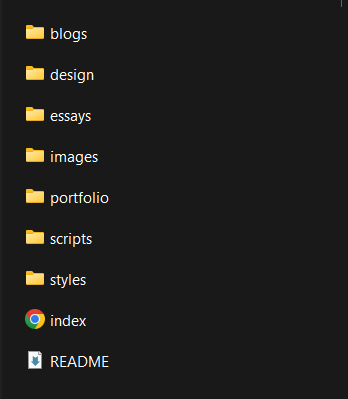 blogs
design
essays
images
portfolio
scripts
styles
index
README